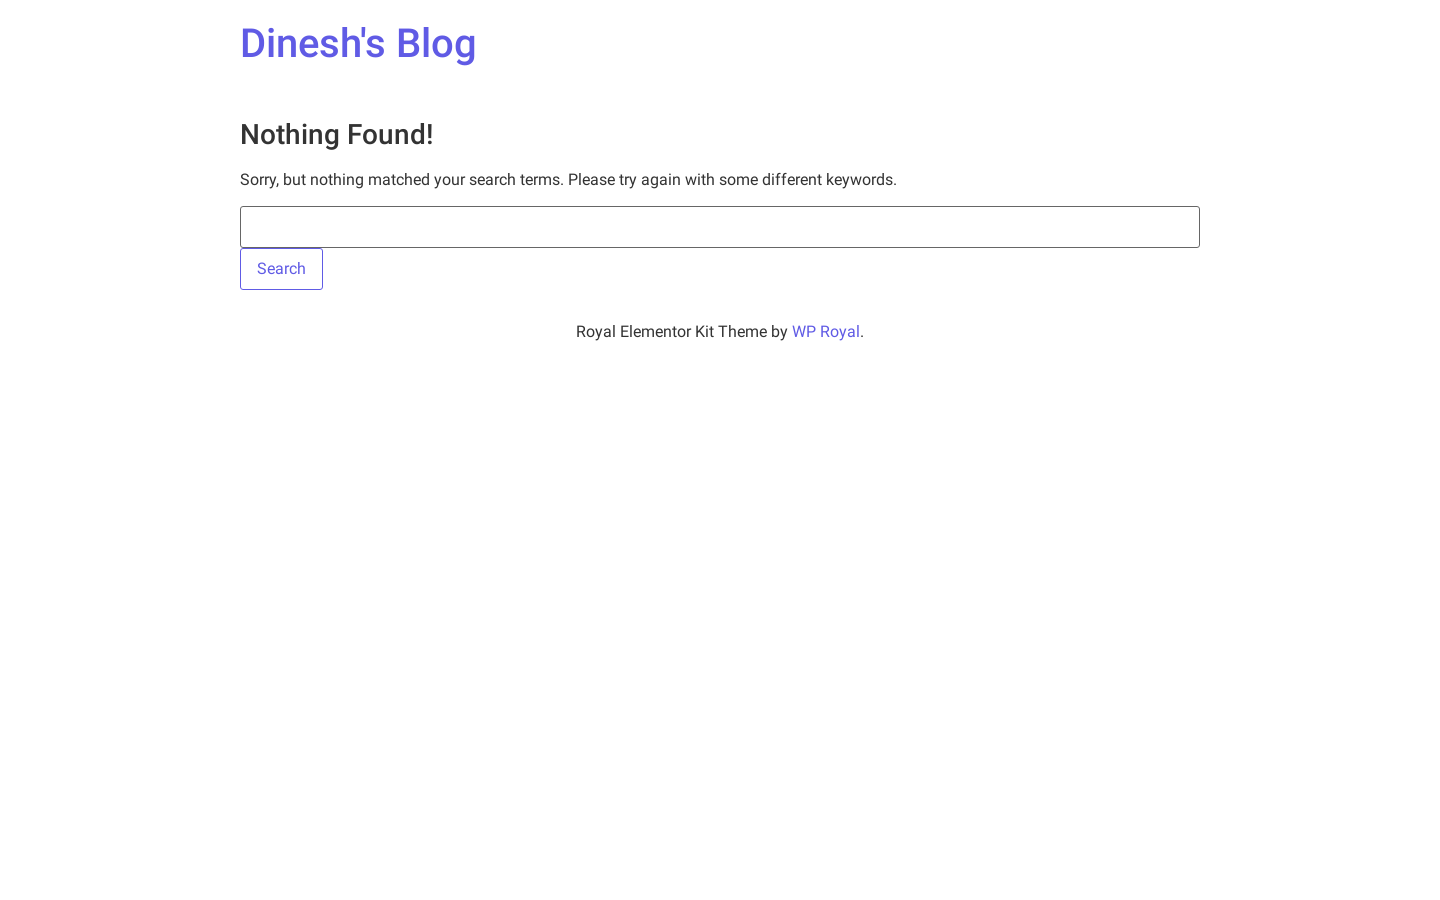 Dinesh's Blog
Nothing Found!
Sorry, but nothing matched your search terms. Please try again with some different keywords.
Search
Royal Elementor Kit Theme by WP Royal.